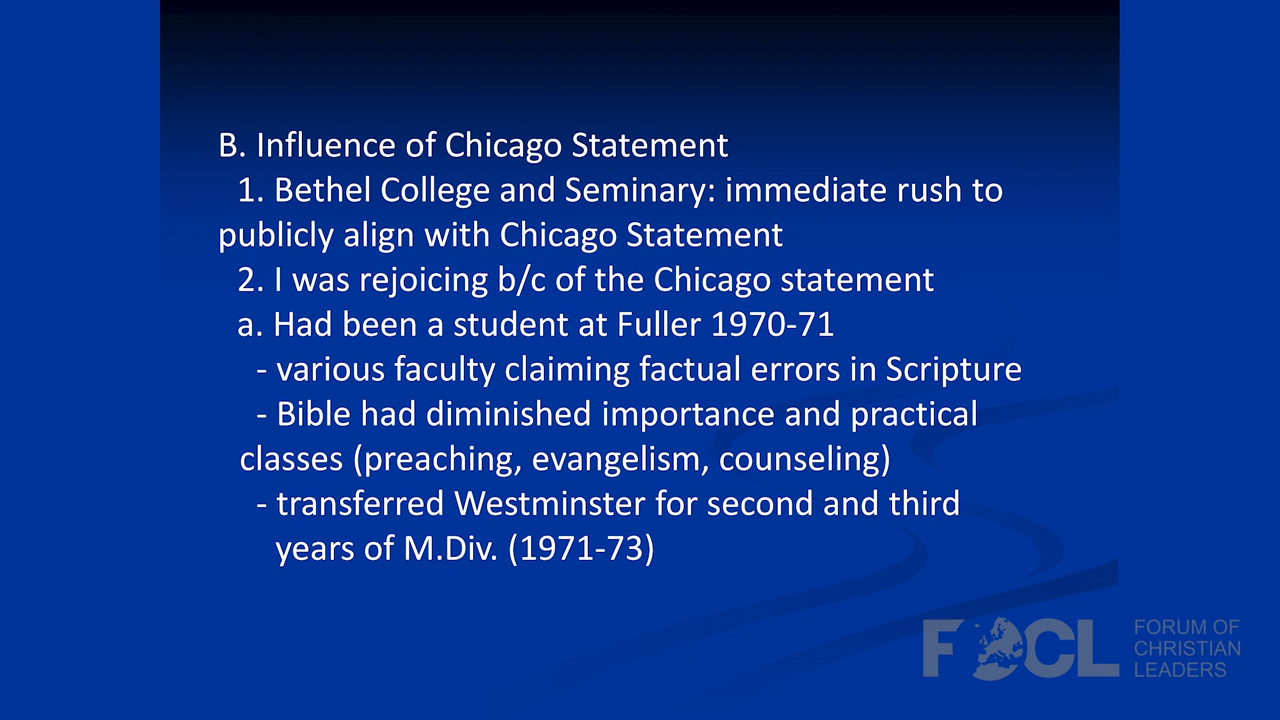 B. Influence of Chicago Statement
1. Bethel College and Seminary: immediate rush to
publicly align with Chicago Statement
2. I was rejoicing b/c of the Chicago statement
a. Had been a student at Fuller 1970-71
- various faculty claiming factual errors in Scripture
- Bible had diminished importance and practical
classes (preaching, evangelism, counseling)
- transferred Westminster for second and third
years of M.Div. (1971-73)
FOCL
FORUM OF
CHRISTIAN
LEADERS